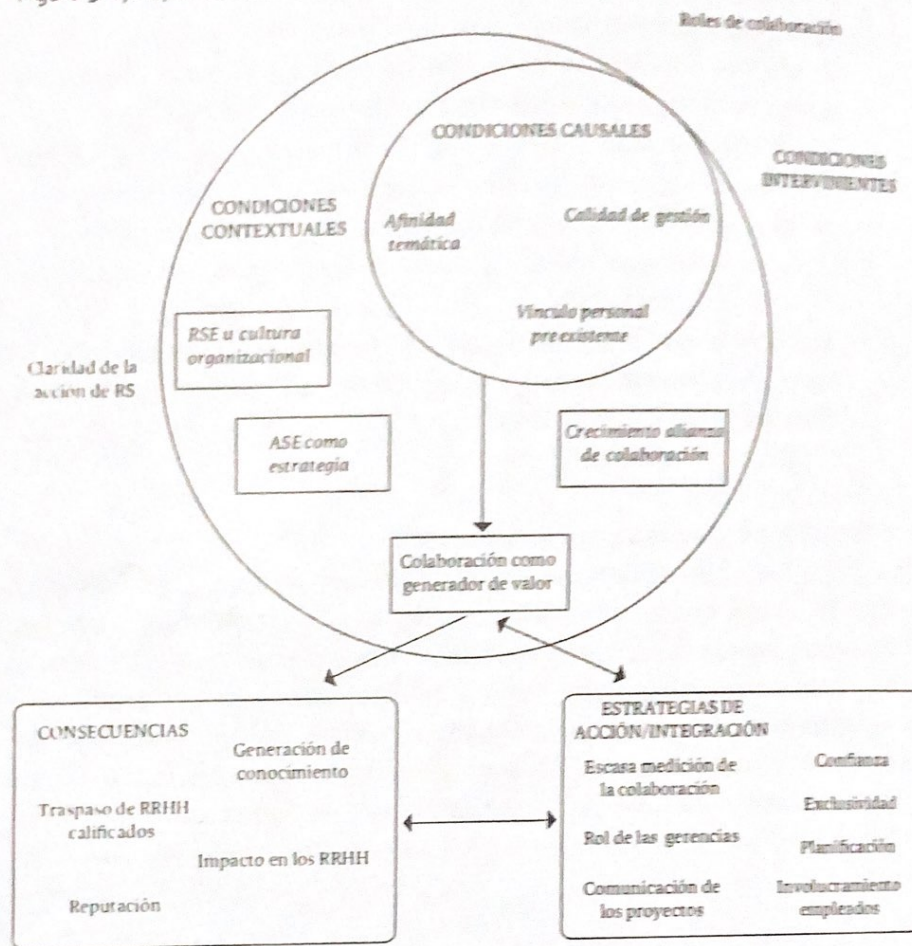 Roles de colaboración
CONDICIONES CAUSALES
CONDICIONES
INTERVINIENTES
CONDICIONES
CONTEXTUALES
Afinidad
temática
Calidad de gestión
Vínculo personal
preexistente
RSE u cultura
organizacional
Claridad de la
acción de RS
ASE como
estrategia
Crecimiento alianza
de colaboración
Colaboración como
generador de valor
CONSECUENCIAS
Generación de
conocimiento
Traspaso de RRHH
calificados
Impacto en los RRHH
Reputación
ESTRATEGIAS DE
ACCIÓN/INTEGRACIÓN
Escasa medición de
la colaboración
Confianza
Exclusividad
Rol de las gerencias
Planificación
Comunicación de
los proyectos
Involucramiento
empleados